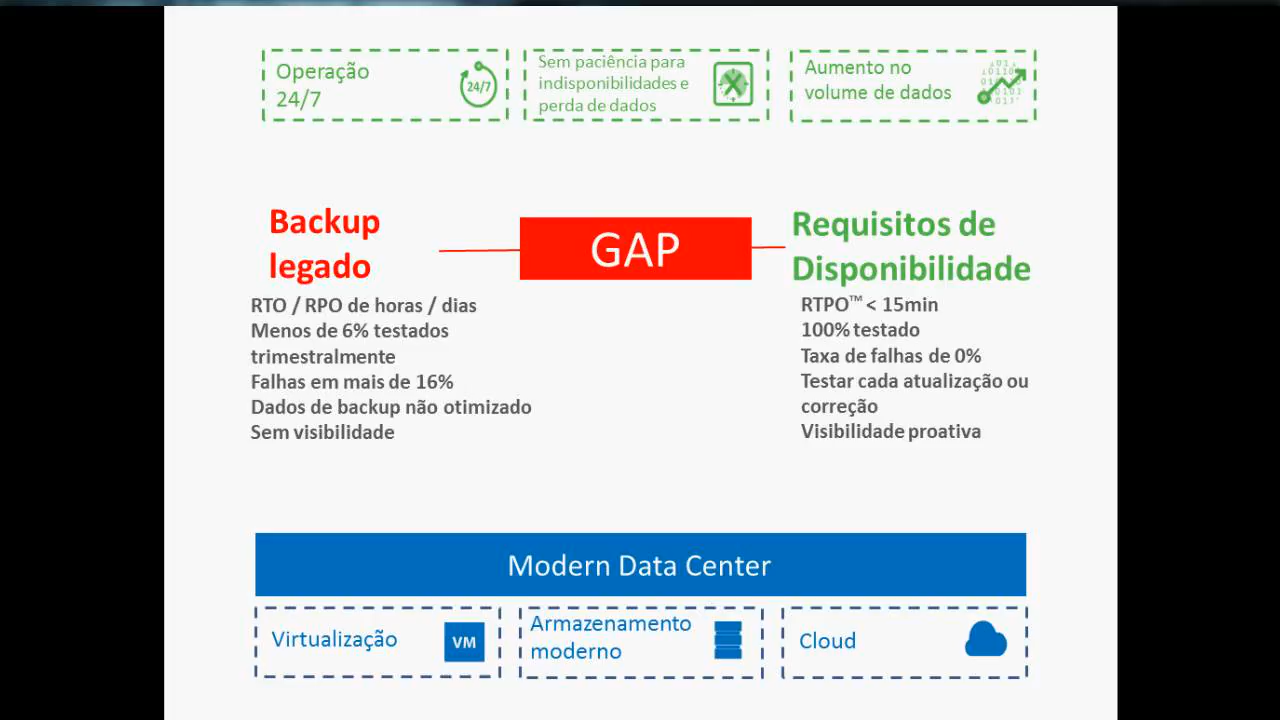 Operação
24/7
24/7
Sem paciência para
indisponibilidades e
perda de dados
Aumento no
volume de dados
Backup
legado
GAP
Requisitos de
Disponibilidade
RTO / RPO de horas / dias
Menos de 6% testados
trimestralmente
Falhas em mais de 16%
Dados de backup não otimizado
Sem visibilidade
RTPO™ < 15min
100% testado
Taxa de falhas de 0%
Testar cada atualização ou
correção
Visibilidade proativa
Modern Data Center
Virtualização
VM
Armazenamento
moderno
Cloud